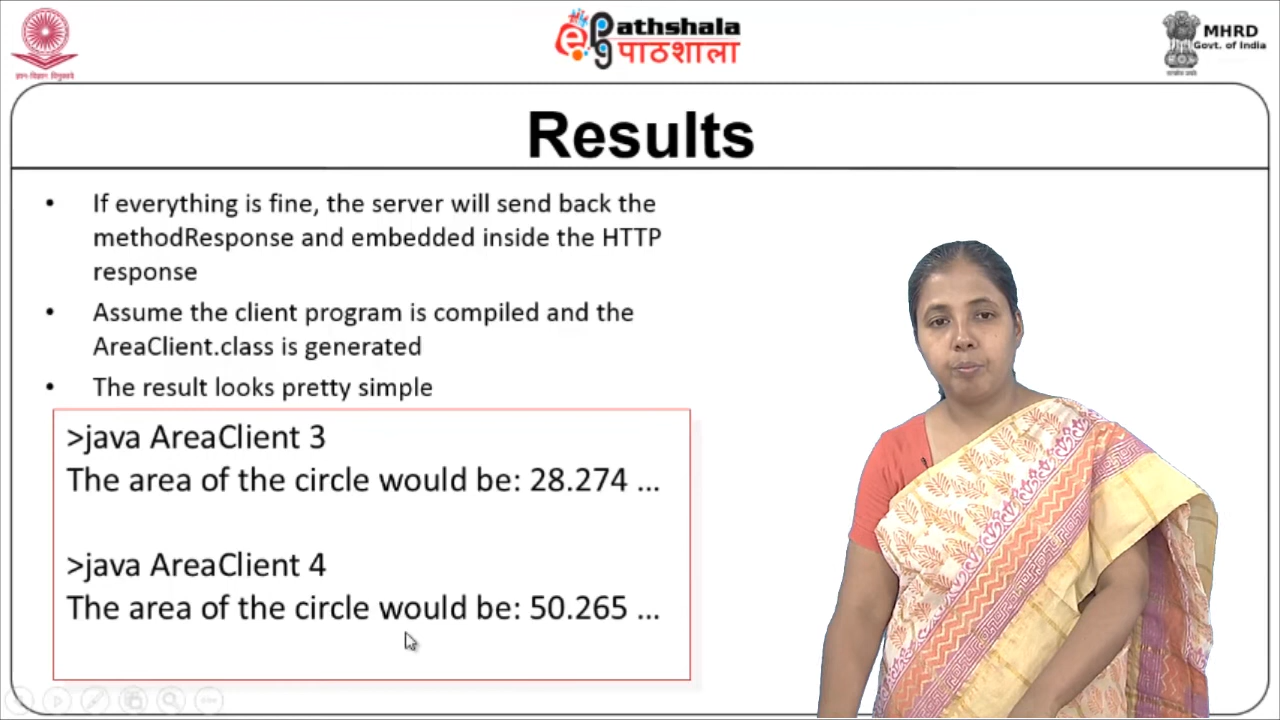 ePathshala
पाठशाला
MHRD
Govt. of India
Results
• If everything is fine, the server will send back the
methodResponse and embedded inside the HTTP
response
• Assume the client program is compiled and the
AreaClient.class is generated
• The result looks pretty simple
>java AreaClient 3
The area of the circle would be: 28.274 ...
>java AreaClient 4
The area of the circle would be: 50.265 ...